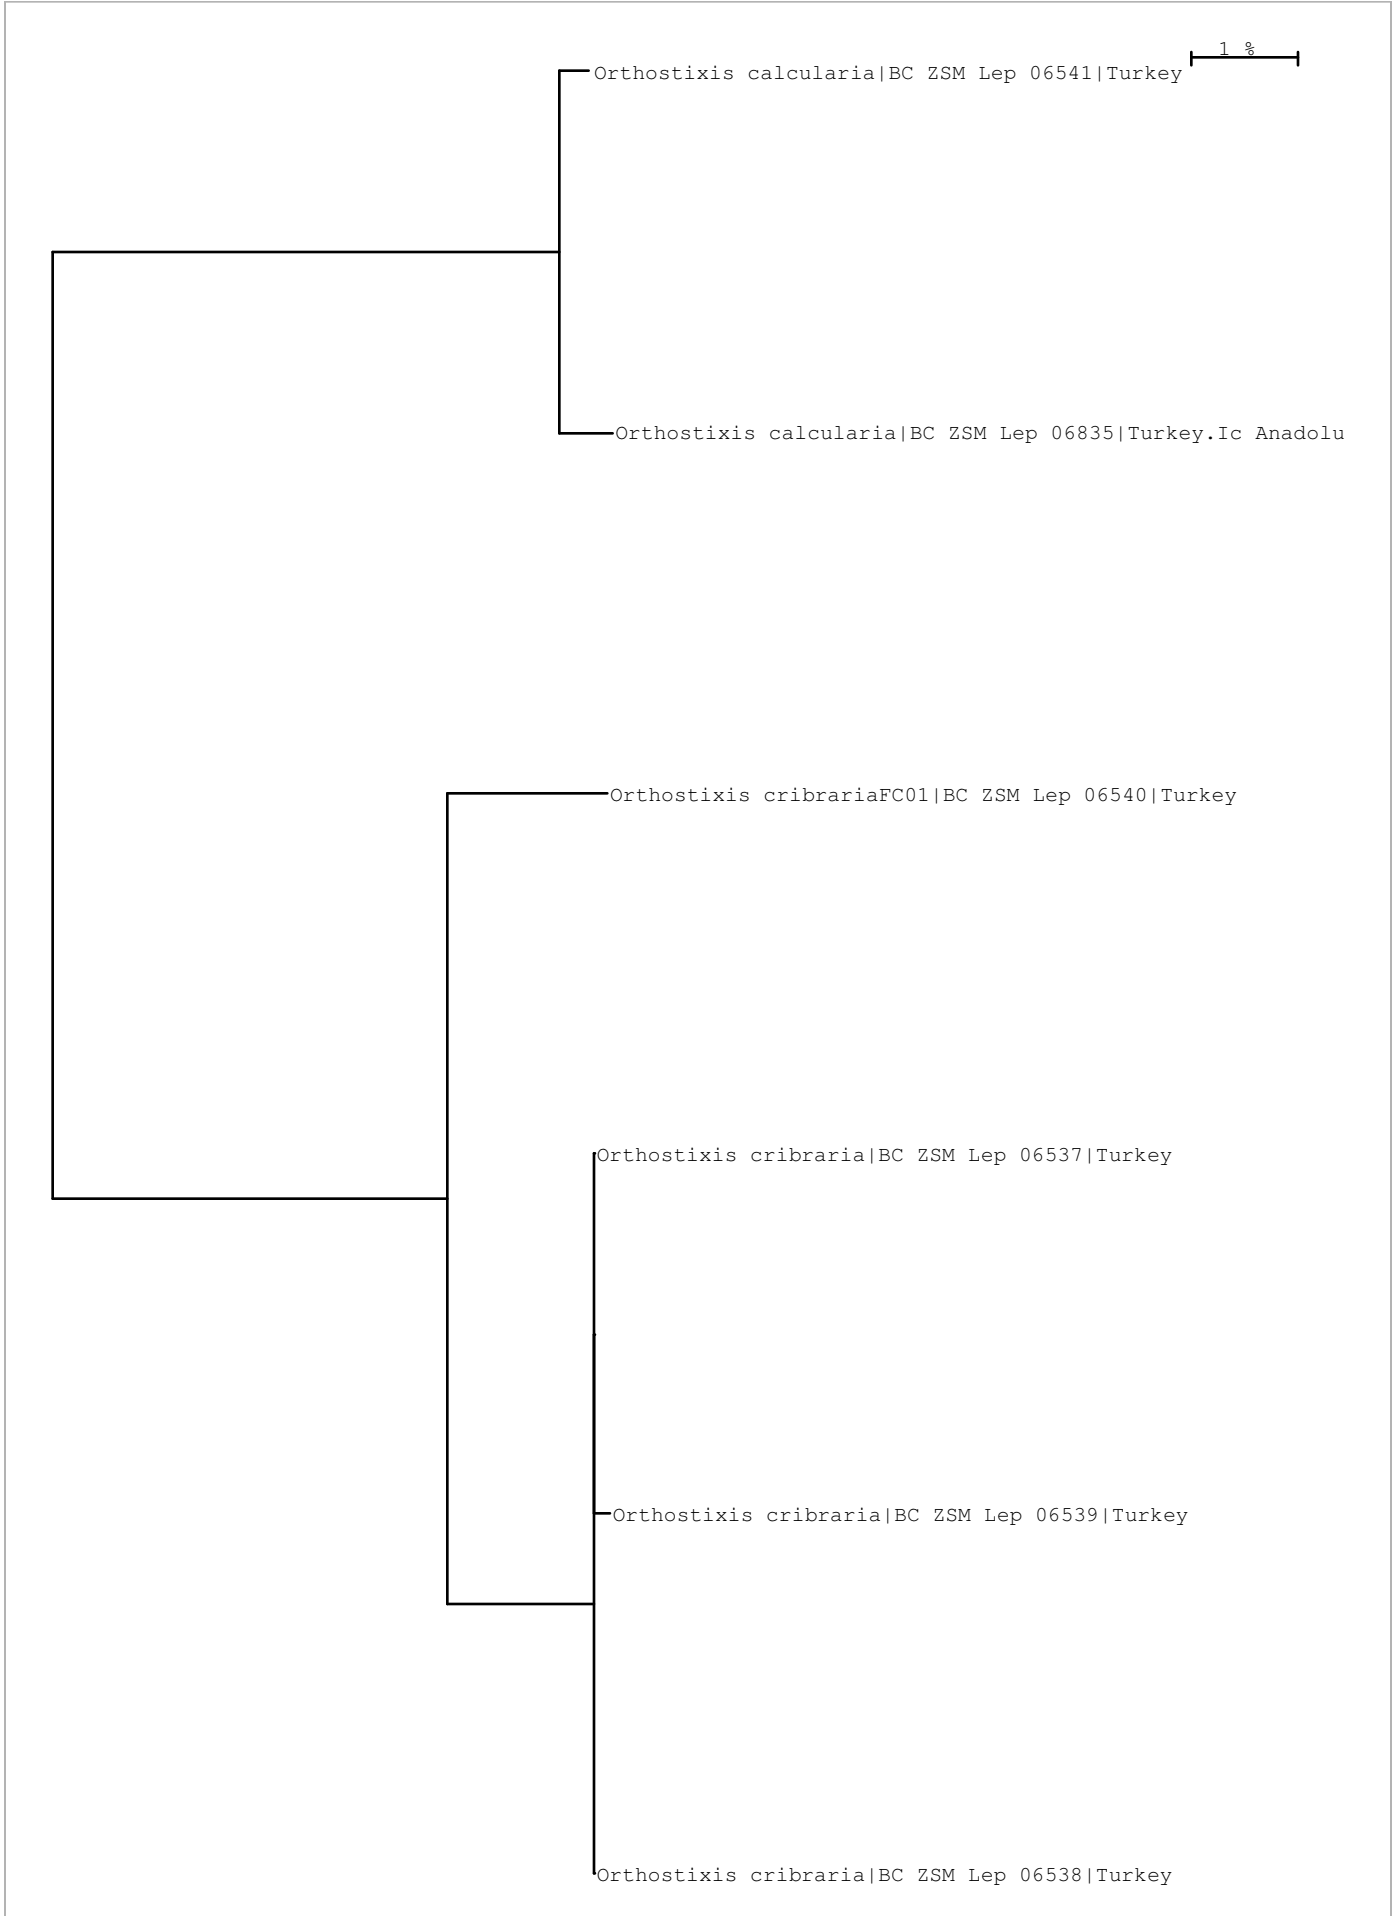 1 %
Orthostixis calcularia|BC ZSM Lep 06541|Turkey
Orthostixis calcularia|BC ZSM Lep 06835|Turkey.Ic Anadolu
Orthostixis cribrariaFC01|BC ZSM Lep 06540|Turkey
Orthostixis cribraria|BC ZSM Lep 06537|Turkey
Orthostixis cribraria|BC ZSM Lep 06539|Turkey
Orthostixis cribraria|BC ZSM Lep 06538|Turkey